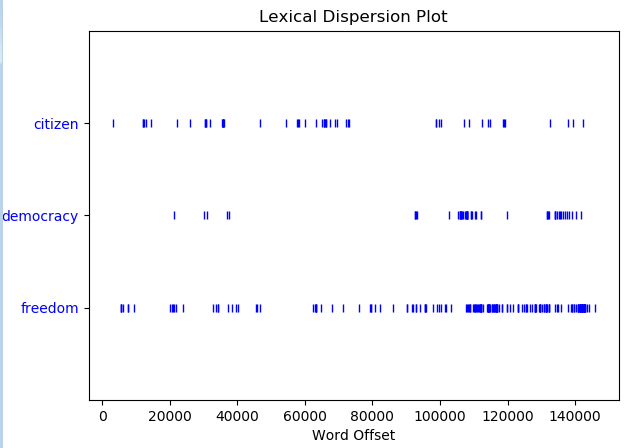 Lexical Dispersion Plot
citizen
democracy
freedom
0 20000 40000 60000 80000 100000 120000 140000
Word Offset